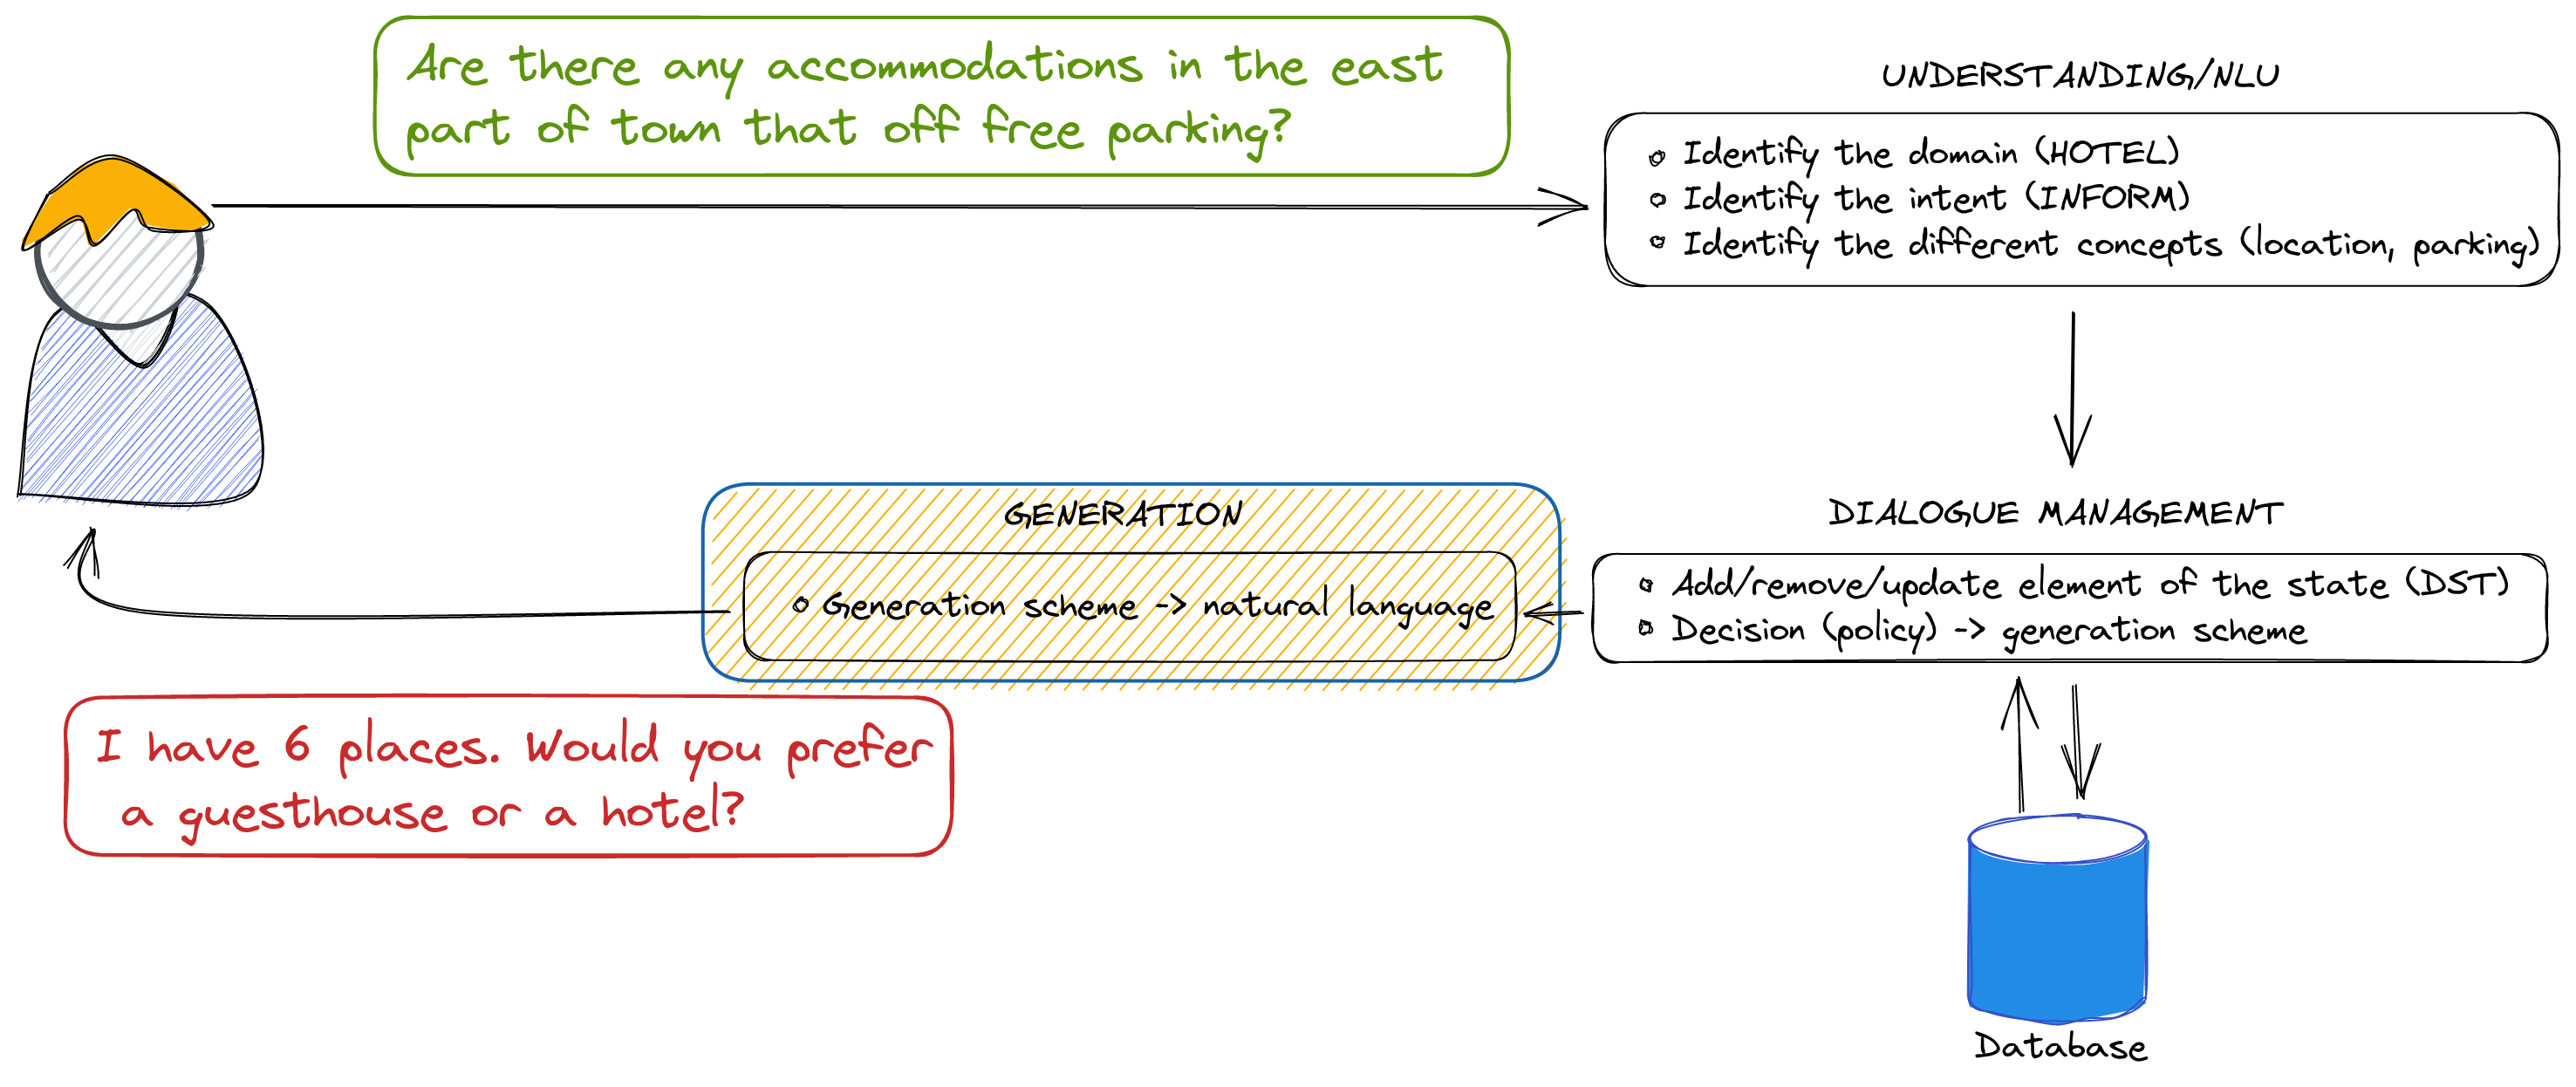 Are there any accommodations in the east
part of town that off free parking?
UNDERSTANDING/NLU
Identify the domain (HOTEL)
Identify the intent (INFORM)
Identify the different concepts (location, parking)
DIALOGUE MANAGEMENT
Add/remove/update element of the state (DST)
Decision (policy) -> generation scheme
GENERATION
Generation scheme -> natural language
I have 6 places. Would you prefer
a guesthouse or a hotel?
Database